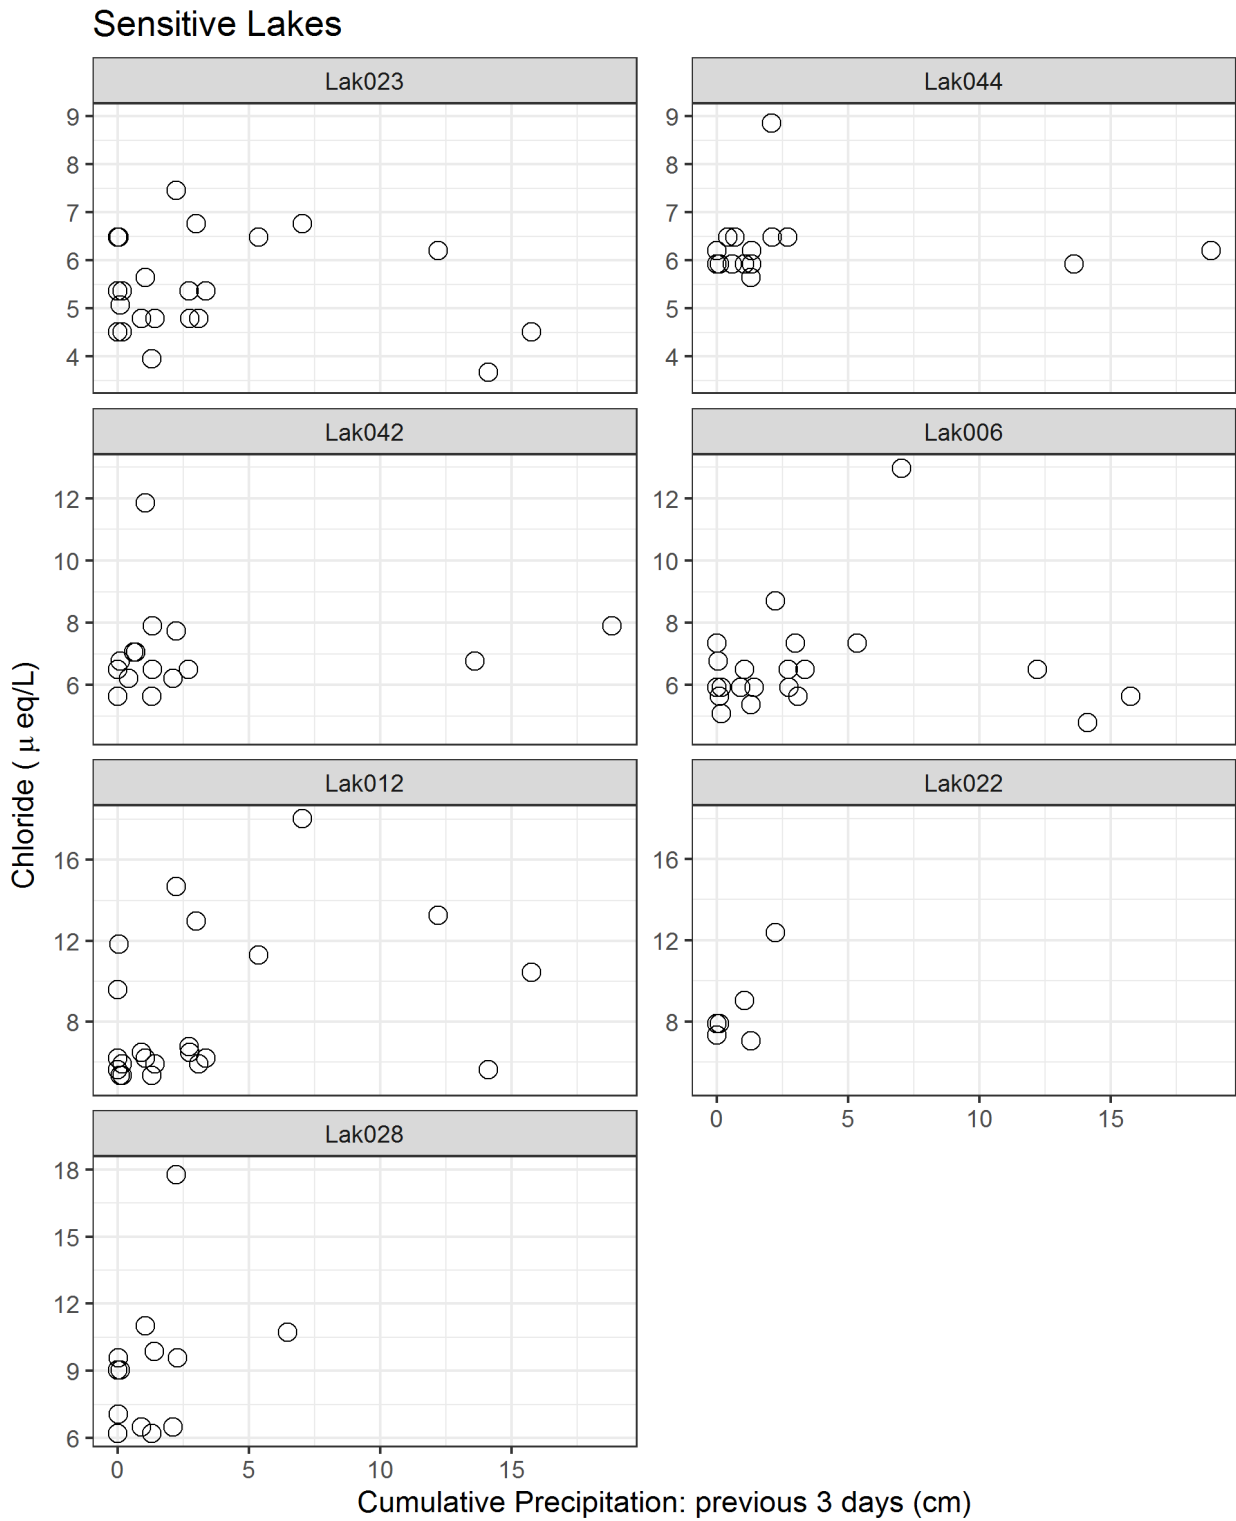 Sensitive Lakes
Lak023
Lak044
9
8
7
6
5
4
9
8
7
6
5
4
Lak042
Lak006
12
10
8
6
12
10
8
6
Lak012
Lak022
16
12
8
16
12
8
0 5 10 15
Lak028
18
15
12
9
6
0 5 10 15
Chloride ( μ eq/L)
Cumulative Precipitation: previous 3 days (cm)